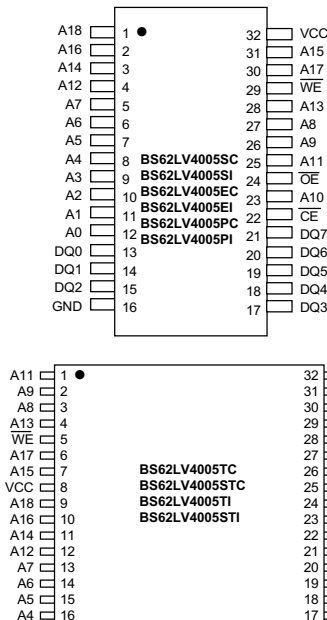 A18 1 32 VCC
A16 2 31 A15
A14 3 30 A17
A12 4 29 WE
A7 5 28 A13
A6 6 27 A8
A5 7 26 A9
A4 8 BS62LV4005SC 25 A11
A3 9 BS62LV4005SI 24 OE
A2 10 BS62LV4005EC 23 A10
A1 11 BS62LV4005EI 22 CE
A0 12 BS62LV4005PC 21 DQ7
DQ0 13 BS62LV4005PI 20 DQ6
DQ1 14 19 DQ5
DQ2 15 18 DQ4
GND 16 17 DQ3
A11 1 32
A9 2 31
A8 3 30
A13 4 29
WE 5 28
A17 6 27
A15 7 BS62LV4005TC 26
VCC 8 BS62LV4005STC 25
A18 9 BS62LV4005TI 24
A16 10 BS62LV4005STI 23
A14 11 22
A12 12 21
A7 13 20
A6 14 19
A5 15 18
A4 16 17